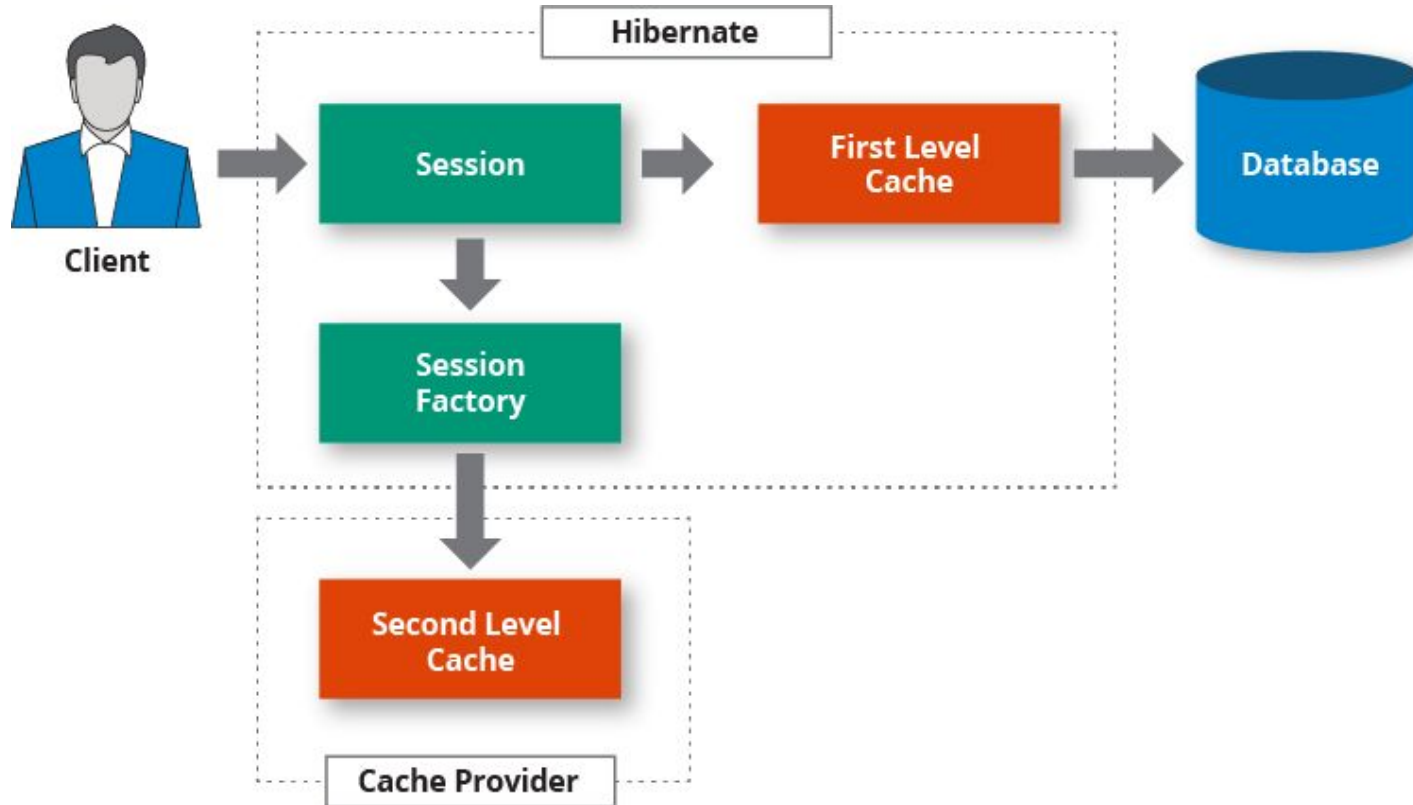 Hibernate
Client
Session
First Level
Cache
Database
Session
Factory
Second Level
Cache
Cache Provider